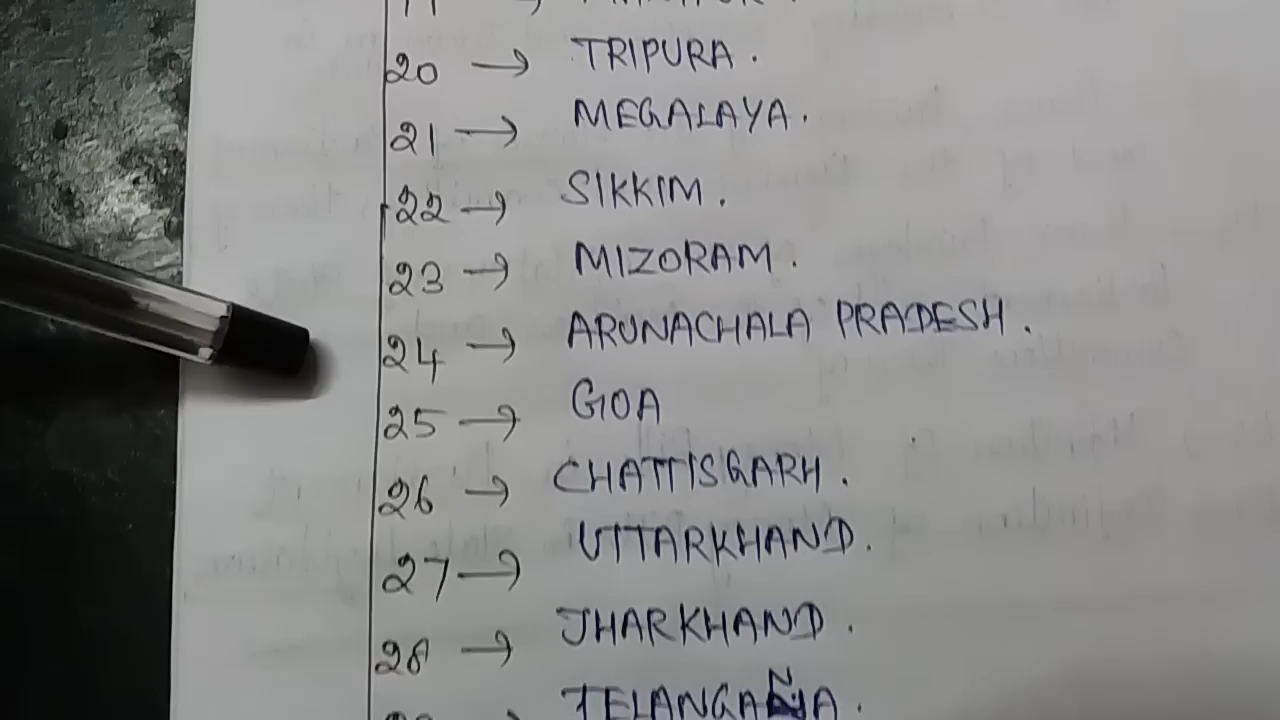 20 → TRIPURA.
21 → MEGALAYA.
22 → SIKKIM.
23 → MIZORAM.
24 → ARUNACHALA PRADESH.
25 → GOA
26 → CHATTISGARH.
27 → UTTARKHAND.
28 → JHARKHAND.
TELANGANA.